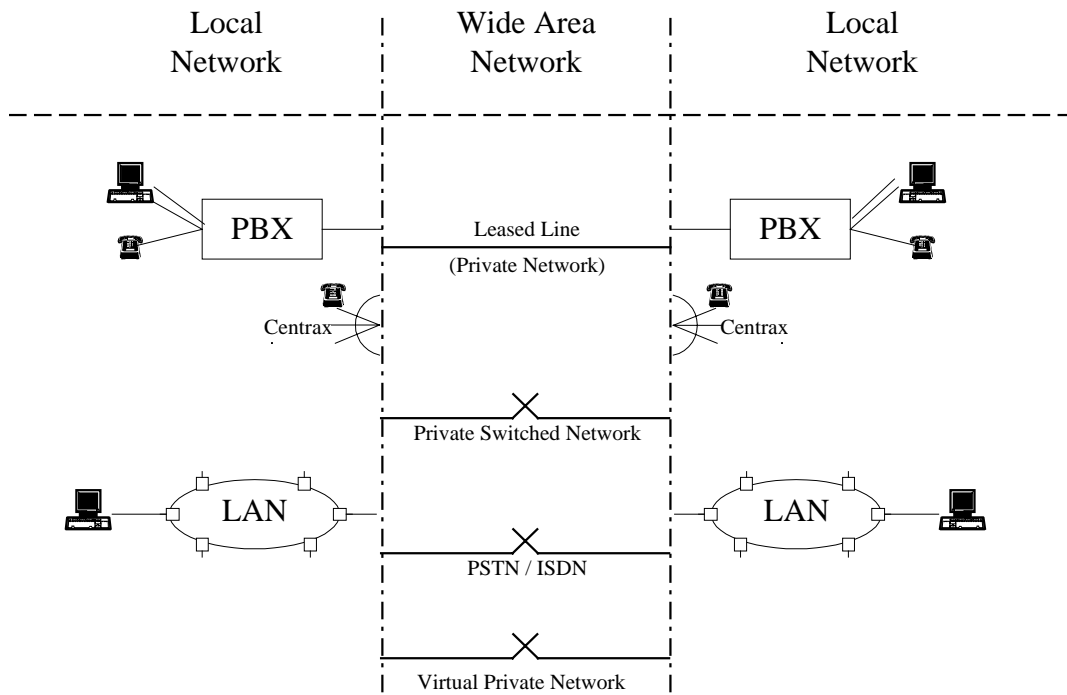 Local
Network
Wide Area
Network
Local
Network
PBX
Leased Line
(Private Network)
PBX
Centrax
Centrax
Private Switched Network
LAN
LAN
PSTN / ISDN
Virtual Private Network